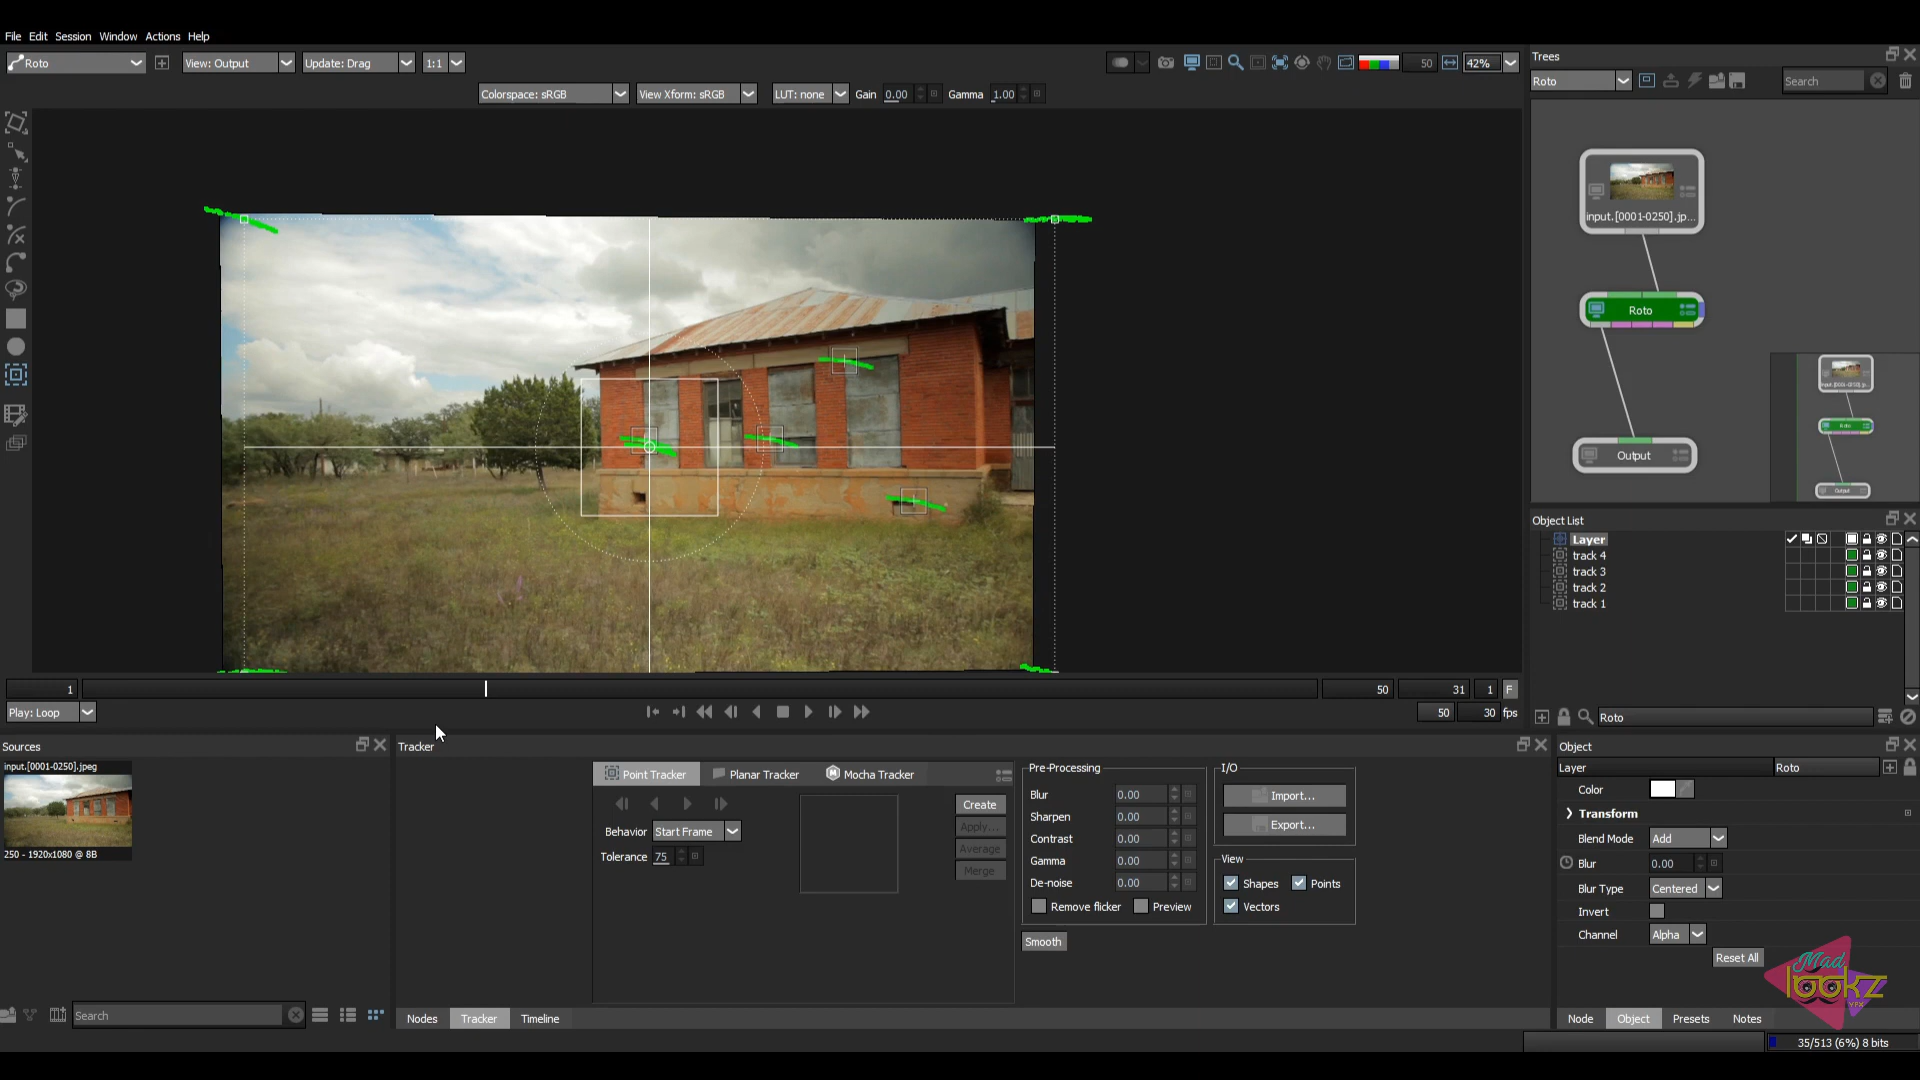 File Edit Session Window Actions Help
Roto View: Output Update: Drag 1:1 50 42%
Colorspace: sRGB View Xform: sRGB LUT: none Gain 0.00 Gamma 1.00
Trees
Roto Search
input.[0001-0250].jp...
Roto
Output
Object List
Layer
track 4
track 3
track 2
track 1
Roto
1 50 31 1 F
Play: Loop 50 30 fps
Sources
input.[0001-0250].jpeg
250 - 1920x1080 @ 8B
Search
Tracker
Point Tracker Planar Tracker Mocha Tracker
Behavior Start Frame
Tolerance 75
Create
Apply...
Average
Merge
Pre-Processing
Blur 0.00
Sharpen 0.00
Contrast 0.00
Gamma 0.00
De-noise 0.00
Remove flicker Preview
Smooth
I/O
Import...
Export...
View
Shapes Points
Vectors
Nodes Tracker Timeline
Object
Layer Roto
Color
Transform
Blend Mode Add
Blur 0.00
Blur Type Centered
Invert
Channel Alpha
Reset All
Mad
lookz
VFX
Node Object Presets Notes
35/513 (6%) 8 bits